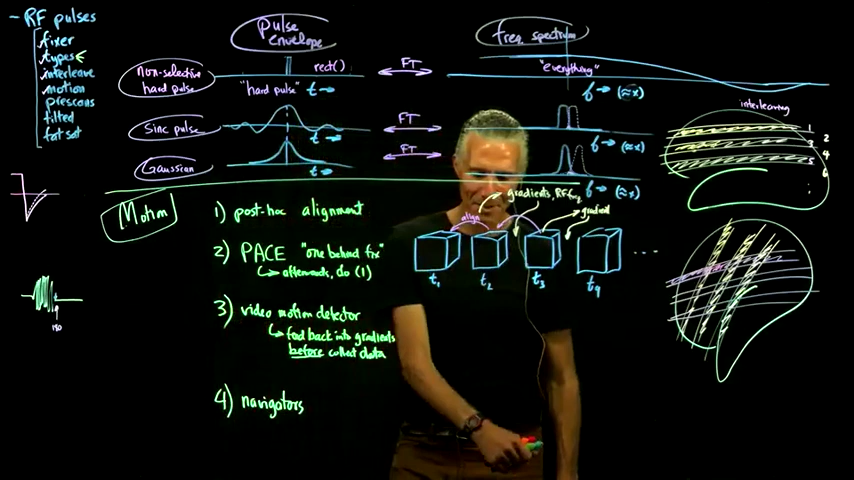 - RF pulses
fixer
types
interleave
motion
prescans
tilted
fat sat
pulse
envelope
freq. spectrum
non-selective
hard pulse
rect()
"hard pulse" t →
FT
"everything"
f → (≈x)
Sinc pulse
t →
FT
f → (≈x)
Gaussian
t →
FT
f → (≈x)
interleaving
1
2
3
4
5
6
Motion
1) post-hoc alignment
2) PACE "one behind fix"
↳ afterwards, do (1)
3) video motion detector
↳ feed back into gradients
before collect data
4) navigators
gradients, RF freq.
align
gradient
t₁ t₂ t₃ t₄
...
180